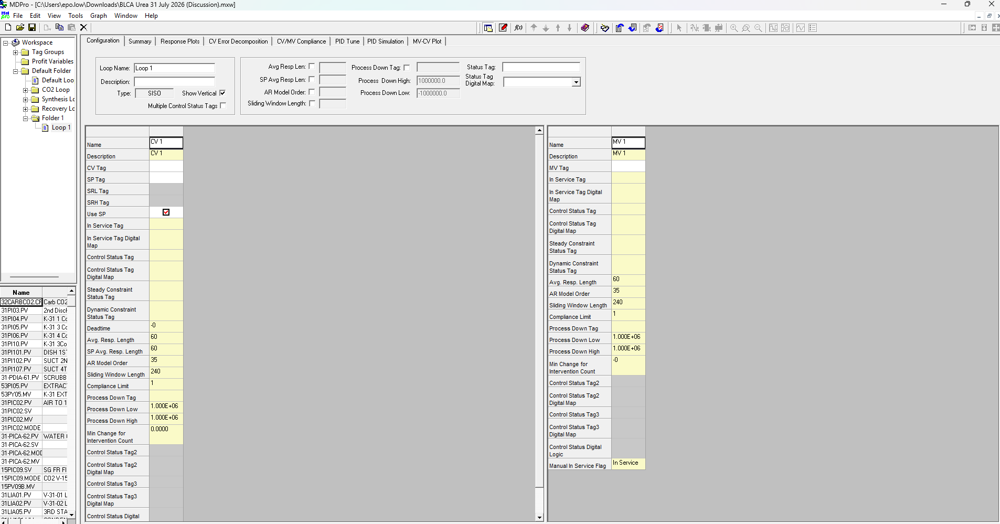 MDPro - [C:\Users\epo.low\Downloads\BLCA Urea 31 July 2026 (Discussion).mxw]
File Edit View Tools Graph Window Help
Workspace
Tag Groups
Profit Variables
Default Folder
Default Loo
CO2 Loop
Synthesis Lo
Recovery Lo
Folder 1
Loop 1
Name
32CARBCO2.CP Carb CO2
31PI03.PV 2nd Disch
31PI04.PV K-31 1 Co
31PI05.PV K-31 3 Co
31PI06.PV K-31 4 Co
31PI10.PV K-31 3Co
31PI101.PV DISH 1ST
31PI102.PV SUCT 2N
31PI107.PV SUCT 4T
31-PDIA-61.PV SCRUBB
53PI05.PV EXTRAC
53PY05.MV K-31 EXT
31PIC02.PV AIR TO 1
31PIC02.SV
31PIC02.MV
31PIC02.MODE
31-PICA-62.PV WATER
31-PICA-62.SV
31-PICA-62.MOD
31-PICA-62.MV
15PIC09.SV SG FR FI
15PIC09.MODE CO2 V-15
15PV09B.MV
31LIA01.PV V-31-01 L
31LIA02.PV V-31-02 L
31LIA05.PV 3RD STA
Configuration Summary Response Plots CV Error Decomposition CV/MV Compliance PID Tune PID Simulation MV-CV Plot
Loop Name: Loop 1
Description:
Type: SISO Show Vertical
Multiple Control Status Tags
Avg Resp Len:
SP Avg Resp Len:
AR Model Order:
Sliding Window Length:
Process Down Tag:
Process Down High: 1000000.0
Process Down Low: -1000000.0
Status Tag:
Status Tag
Digital Map:
Name CV 1
Description CV 1
CV Tag
SP Tag
SRL Tag
SRH Tag
Use SP
In Service Tag
In Service Tag Digital
Map
Control Status Tag
Control Status Tag
Digital Map
Steady Constraint
Status Tag
Dynamic Constraint
Status Tag
Deadtime -0
Avg. Resp. Length 60
SP Avg. Resp. Length 60
AR Model Order 35
Sliding Window Length 240
Compliance Limit 1
Process Down Tag
Process Down Low 1.000E+06
Process Down High 1.000E+06
Min Change for
Intervention Count 0.0000
Control Status Tag2
Control Status Tag2
Digital Map
Control Status Tag3
Control Status Tag3
Digital Map
Control Status Digital
Name MV 1
Description MV 1
MV Tag
In Service Tag
In Service Tag Digital
Map
Control Status Tag
Control Status Tag
Digital Map
Steady Constraint
Status Tag
Dynamic Constraint
Status Tag
Avg. Resp. Length 60
AR Model Order 35
Sliding Window Length 240
Compliance Limit 1
Process Down Tag
Process Down Low 1.000E+06
Process Down High 1.000E+06
Min Change for
Intervention Count -0
Control Status Tag2
Control Status Tag2
Digital Map
Control Status Tag3
Control Status Tag3
Digital Map
Control Status Digital
Logic
Manual In Service Flag In Service